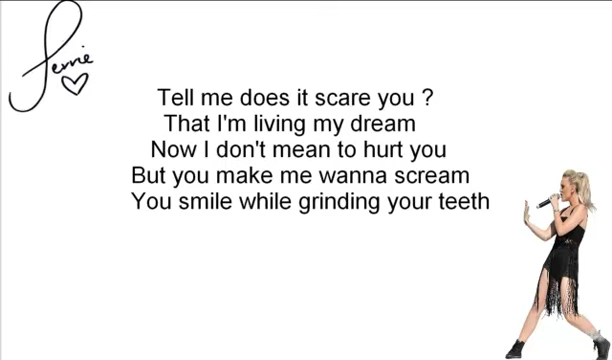 Perrie
Tell me does it scare you ?
That I'm living my dream
Now I don't mean to hurt you
But you make me wanna scream
You smile while grinding your teeth